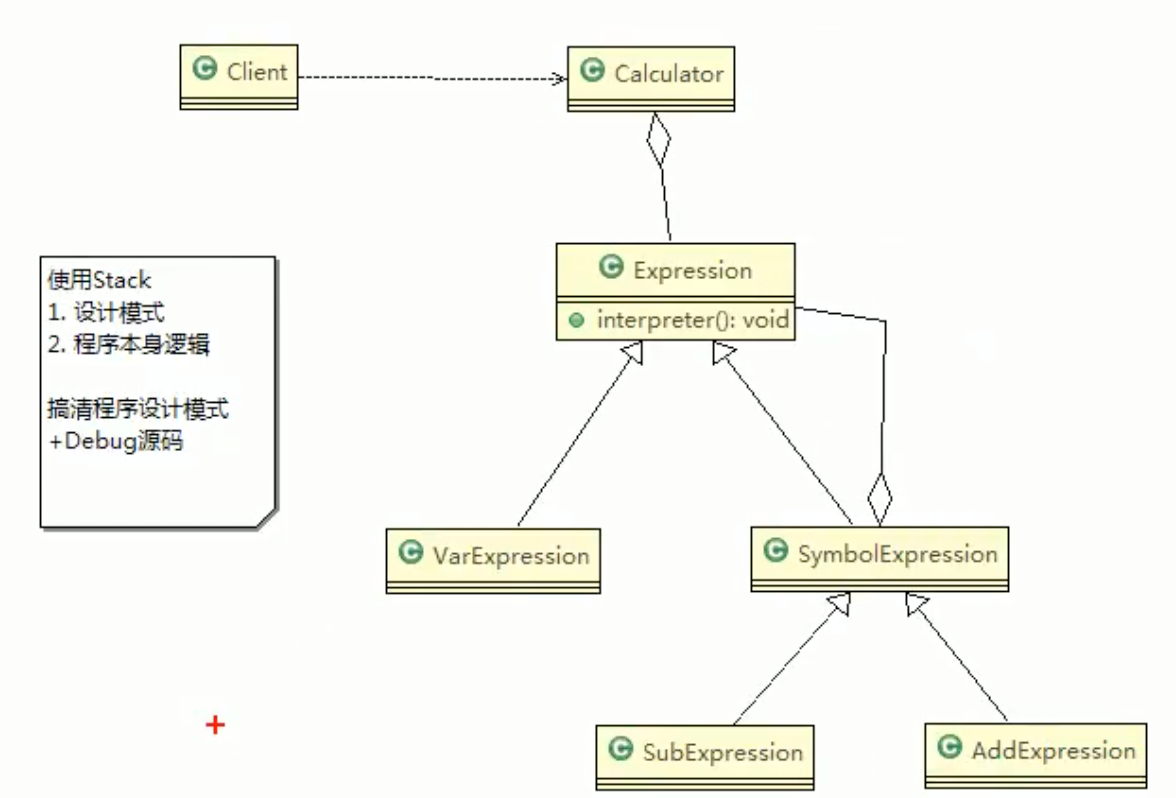 Client
Calculator
Expression
interpreter(): void
使用Stack
1. 设计模式
2. 程序本身逻辑
搞清程序设计模式
+Debug源码
VarExpression
SymbolExpression
SubExpression
AddExpression